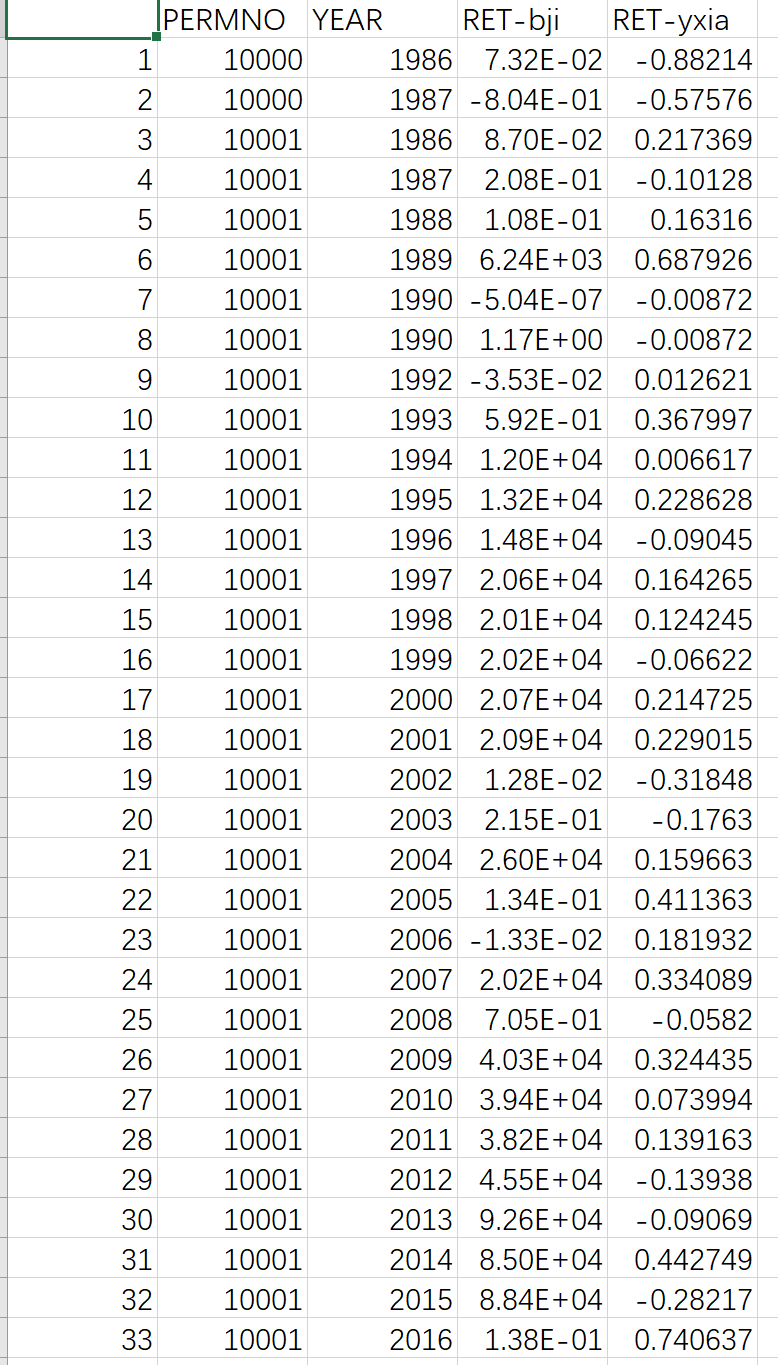 PERMNO YEAR RET-bji RET-yxia
1 10000 1986 7.32E-02 -0.88214
2 10000 1987 -8.04E-01 -0.57576
3 10001 1986 8.70E-02 0.217369
4 10001 1987 2.08E-01 -0.10128
5 10001 1988 1.08E-01 0.16316
6 10001 1989 6.24E+03 0.687926
7 10001 1990 -5.04E-07 -0.00872
8 10001 1990 1.17E+00 -0.00872
9 10001 1992 -3.53E-02 0.012621
10 10001 1993 5.92E-01 0.367997
11 10001 1994 1.20E+04 0.006617
12 10001 1995 1.32E+04 0.228628
13 10001 1996 1.48E+04 -0.09045
14 10001 1997 2.06E+04 0.164265
15 10001 1998 2.01E+04 0.124245
16 10001 1999 2.02E+04 -0.06622
17 10001 2000 2.07E+04 0.214725
18 10001 2001 2.09E+04 0.229015
19 10001 2002 1.28E-02 -0.31848
20 10001 2003 2.15E-01 -0.1763
21 10001 2004 2.60E+04 0.159663
22 10001 2005 1.34E-01 0.411363
23 10001 2006 -1.33E-02 0.181932
24 10001 2007 2.02E+04 0.334089
25 10001 2008 7.05E-01 -0.0582
26 10001 2009 4.03E+04 0.324435
27 10001 2010 3.94E+04 0.073994
28 10001 2011 3.82E+04 0.139163
29 10001 2012 4.55E+04 -0.13938
30 10001 2013 9.26E+04 -0.09069
31 10001 2014 8.50E+04 0.442749
32 10001 2015 8.84E+04 -0.28217
33 10001 2016 1.38E-01 0.740637